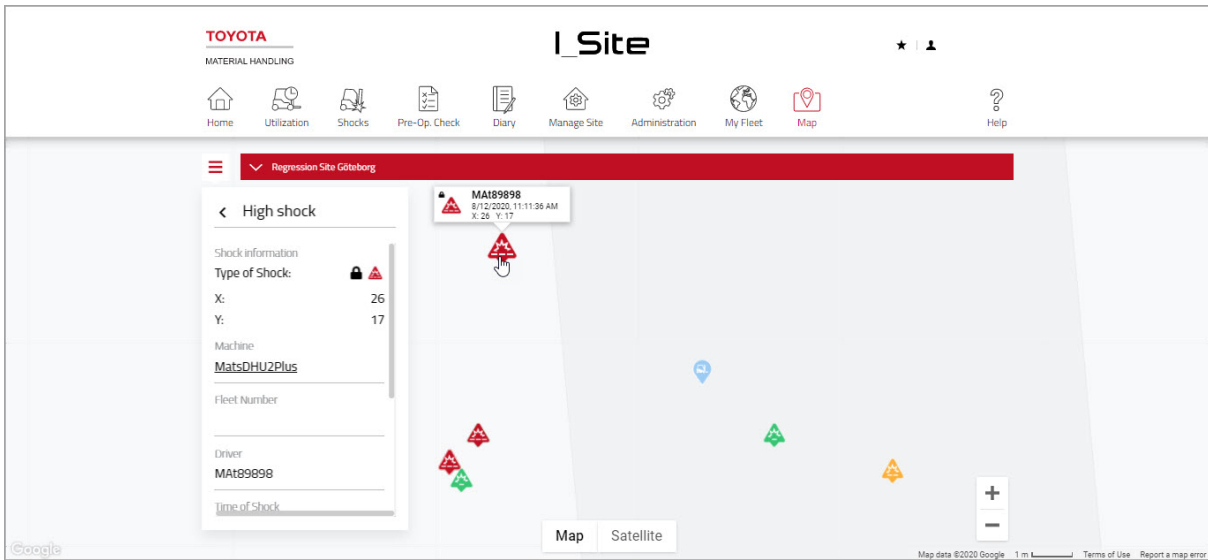 TOYOTA
MATERIAL HANDLING
I_Site
Home
Utilization
Shocks
Pre-Op. Check
Diary
Manage Site
Administration
My Fleet
Map
Help
Regression Site Göteborg
High shock
Shock information
Type of Shock:
X: 26
Y: 17
Machine
MatsDHU2Plus
Fleet Number
Driver
MAt89898
Time of Shock
MAt89898
8/12/2020, 11:11:36 AM
X: 26 Y: 17
+
−
Map Satellite
Google
Map data ©2020 Google 1 m Terms of Use Report a map error